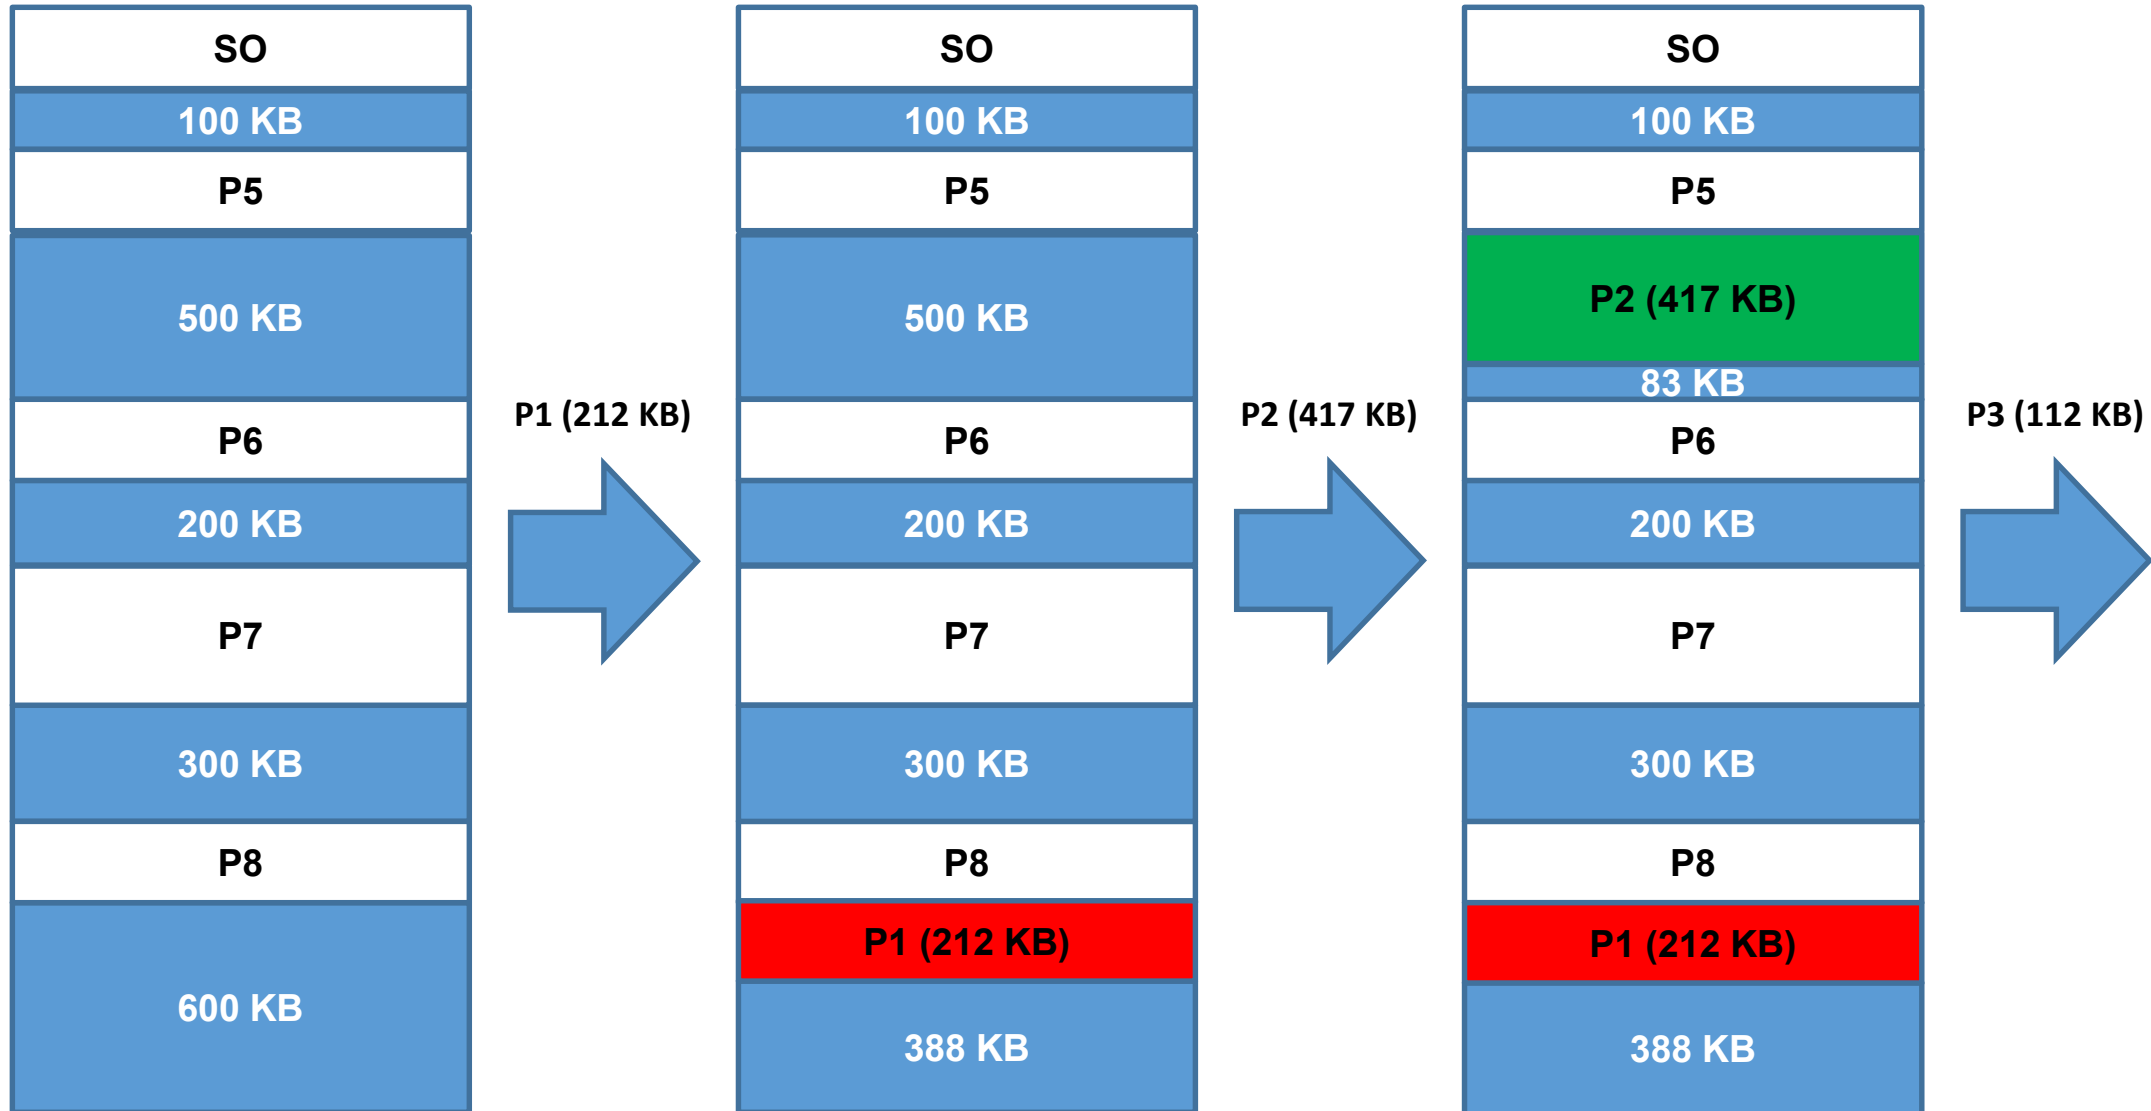 SO
100 KB
P5
500 KB
P6
200 KB
P7
300 KB
P8
600 KB
P1 (212 KB)
SO
100 KB
P5
500 KB
P6
200 KB
P7
300 KB
P8
P1 (212 KB)
388 KB
P2 (417 KB)
SO
100 KB
P5
P2 (417 KB)
83 KB
P6
200 KB
P7
300 KB
P8
P1 (212 KB)
388 KB
P3 (112 KB)